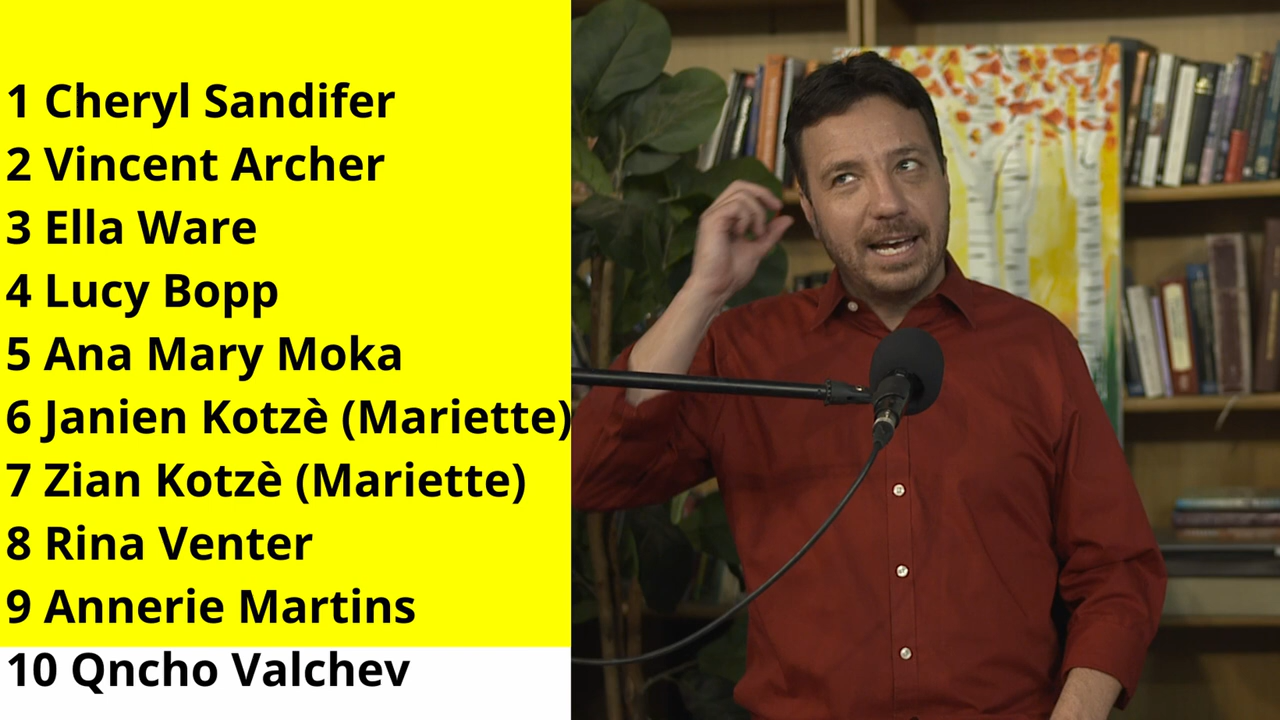 1 Cheryl Sandifer
2 Vincent Archer
3 Ella Ware
4 Lucy Bopp
5 Ana Mary Moka
6 Janien Kotzè (Mariette)
7 Zian Kotzè (Mariette)
8 Rina Venter
9 Annerie Martins
10 Qncho Valchev